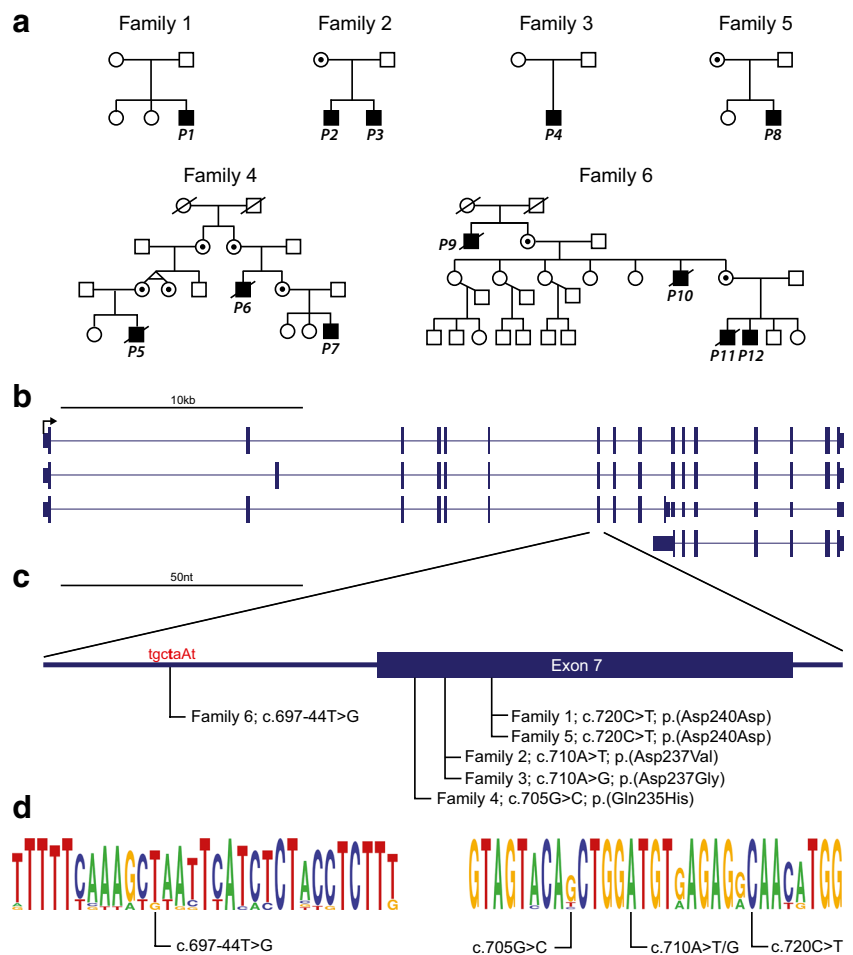 a
Family 1
Family 2
Family 3
Family 5
P1
P2
P3
P4
P8
Family 4
Family 6
P9
P6
P10
P5
P7
P11
P12
b
10kb
c
50nt
tgctaAt
Exon 7
Family 6; c.697-44T>G
Family 1; c.720C>T; p.(Asp240Asp)
Family 5; c.720C>T; p.(Asp240Asp)
Family 2; c.710A>T; p.(Asp237Val)
Family 3; c.710A>G; p.(Asp237Gly)
Family 4; c.705G>C; p.(Gln235His)
d
TTTTTCAAAGCTAATTCATCTCTACCTCTTT
GTAGTACAGCTGGATGTGAGAGGCAACATGG
c.697-44T>G
c.705G>C
c.710A>T/G
c.720C>T